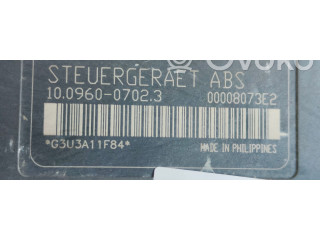 STEUERGERAET ABS
10.0960-0702.3 00008073E2
*G3U3A11F84* MADE IN PHILIPPINES